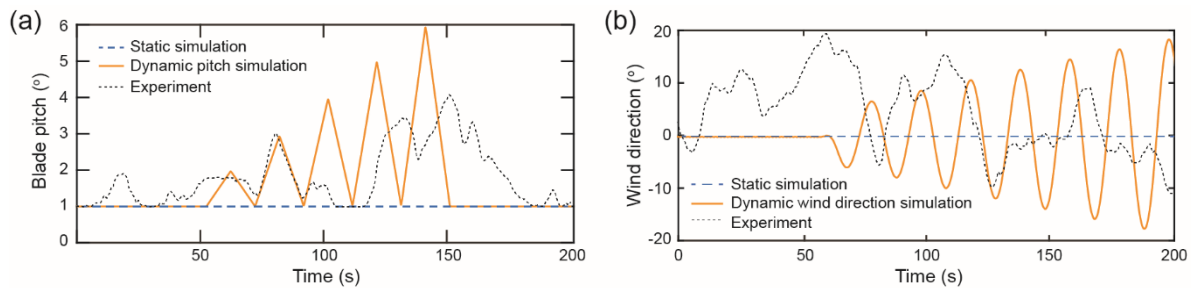 (a)
6
5
4
3
2
1
0
Blade pitch (°)
Static simulation
Dynamic pitch simulation
Experiment
50
100
150
200
Time (s)
(b)
20
10
0
-10
-20
Wind direction (°)
Static simulation
Dynamic wind direction simulation
Experiment
0
50
100
150
200
Time (s)